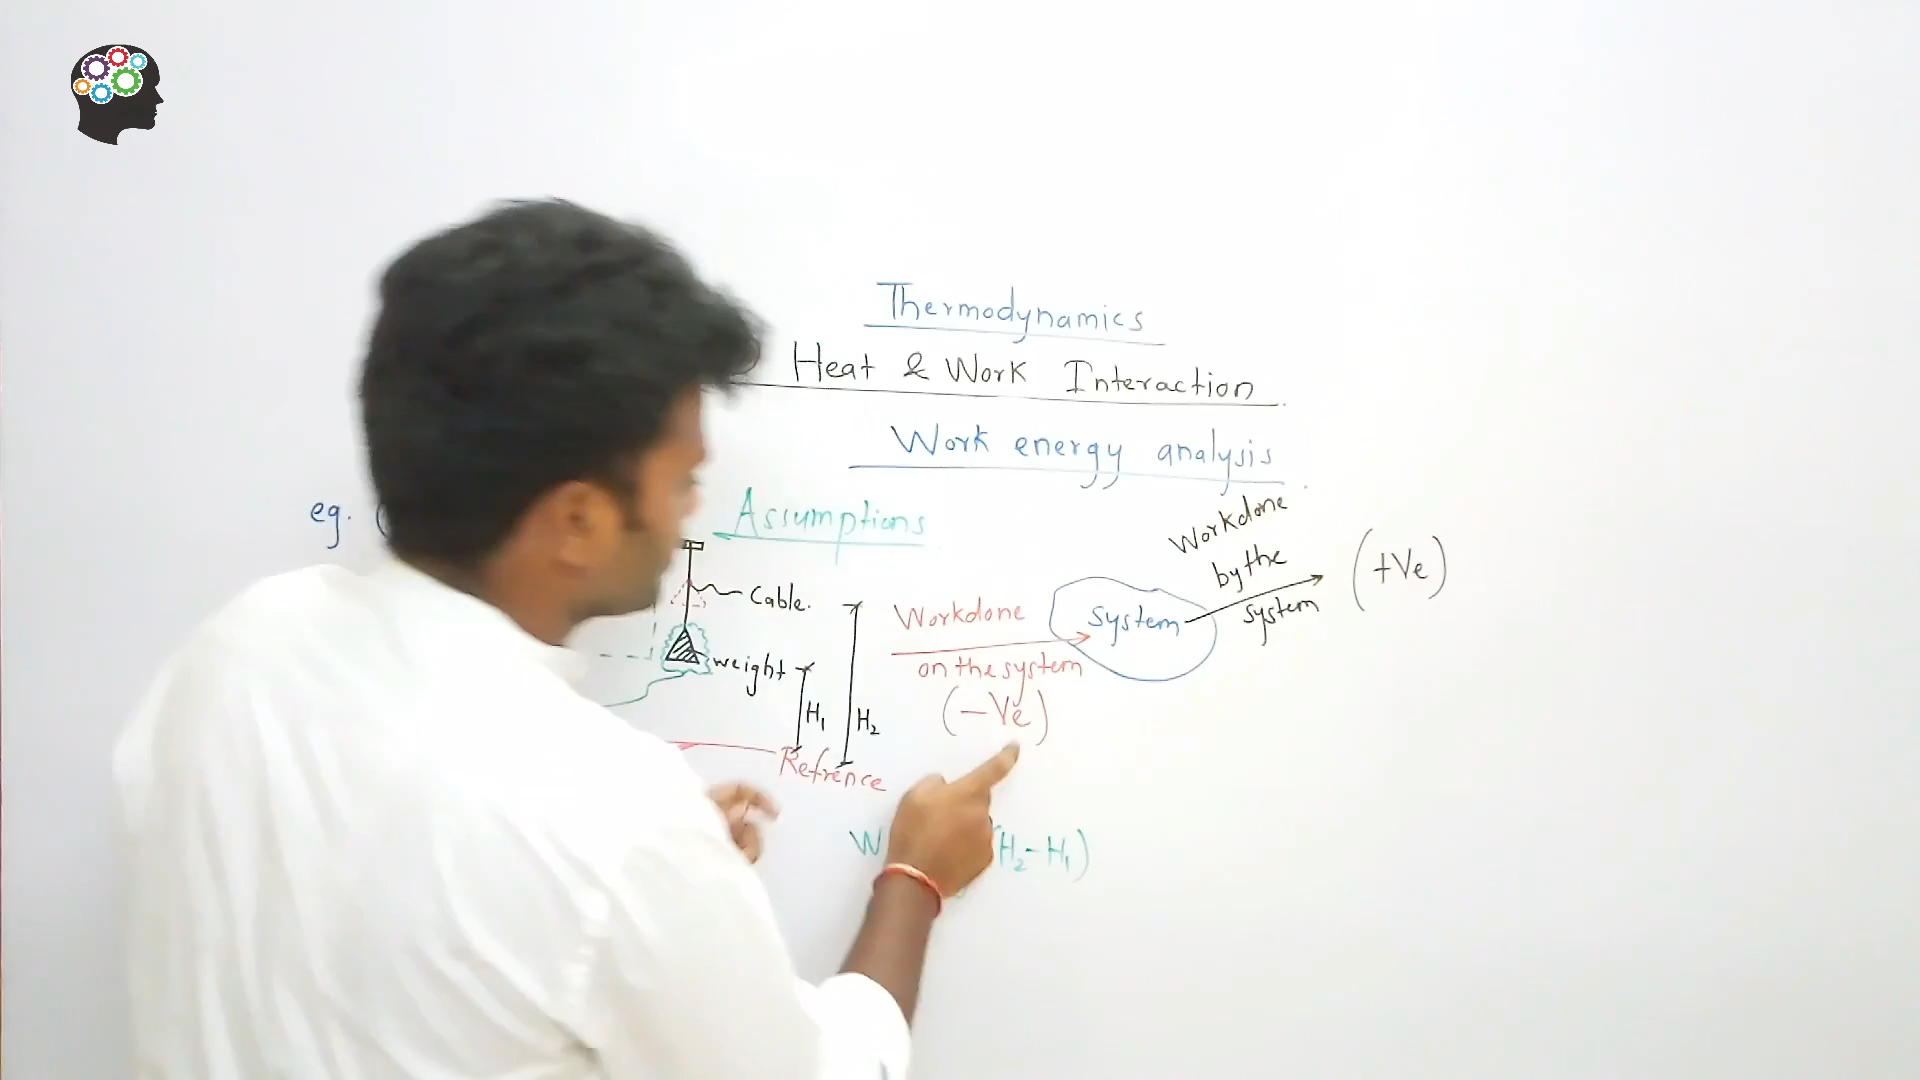 Thermodynamics
Heat & Work Interaction
Work energy analysis
eg. (
Assumptions
Cable.
weight
H₁
H₂
Refrence
Workdone
on the system
(-Ve)
system
Workdone
by the
system
(+Ve)
W (H₂-H₁)